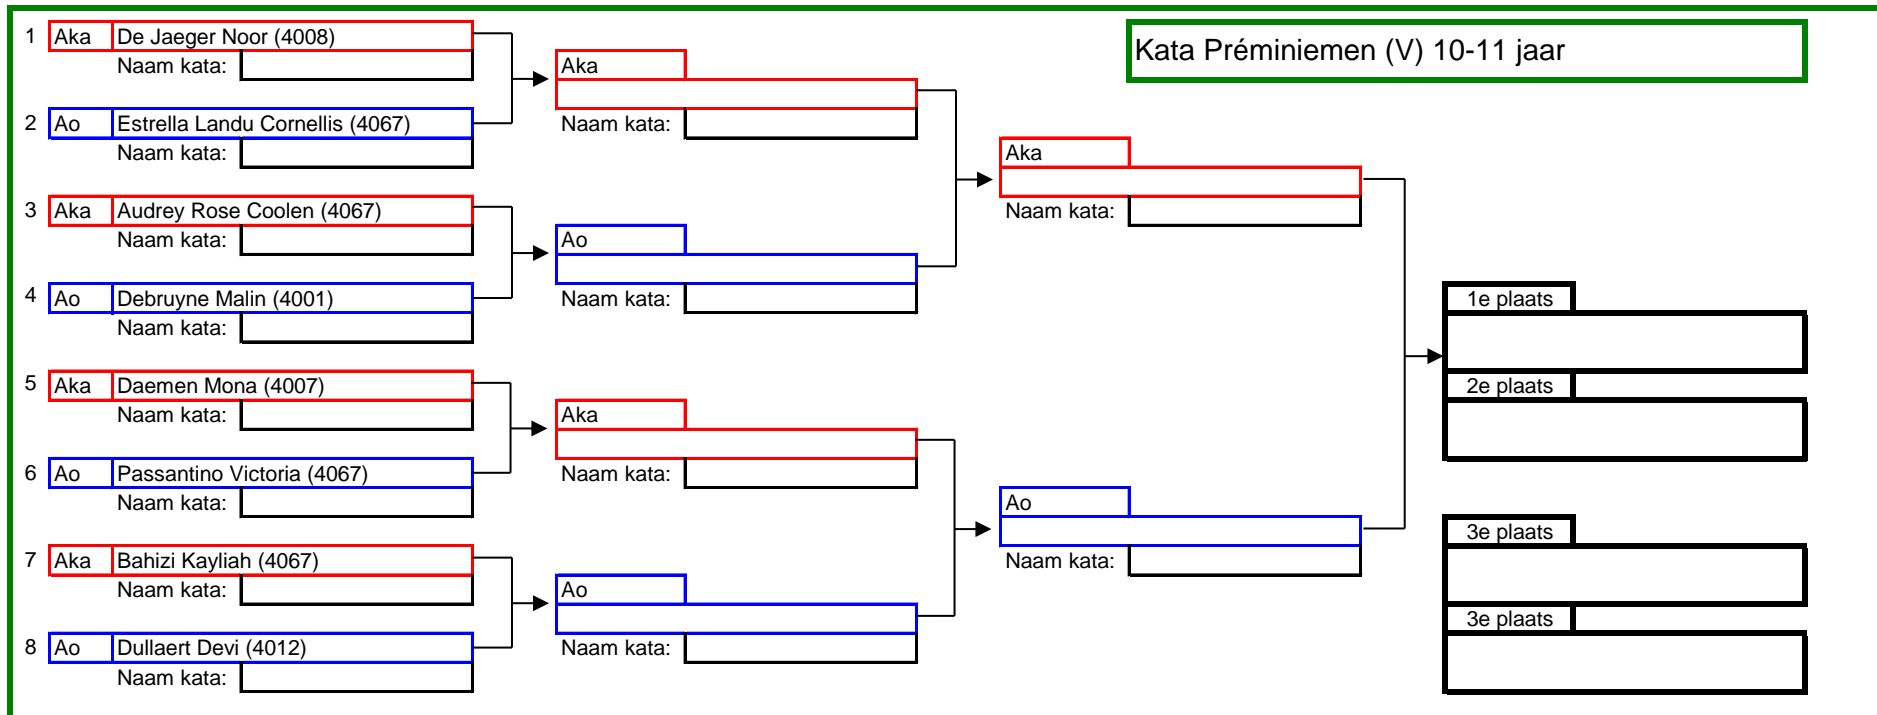 Kata Préminiemen (V) 10-11 jaar
1 Aka De Jaeger Noor (4008)
Naam kata:
2 Ao Estrella Landu Cornellis (4067)
Naam kata:
3 Aka Audrey Rose Coolen (4067)
Naam kata:
4 Ao Debruyne Malin (4001)
Naam kata:
5 Aka Daemen Mona (4007)
Naam kata:
6 Ao Passantino Victoria (4067)
Naam kata:
7 Aka Bahizi Kayliah (4067)
Naam kata:
8 Ao Dullaert Devi (4012)
Naam kata:
Aka
Naam kata:
Ao
Naam kata:
Aka
Naam kata:
Ao
Naam kata:
Aka
Naam kata:
Ao
Naam kata:
1e plaats
2e plaats
3e plaats
3e plaats